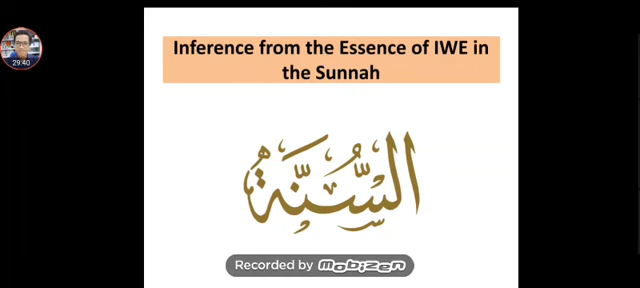 29:40
Inference from the Essence of IWE in
the Sunnah
السُّنَّةُ
Recorded by mobizen